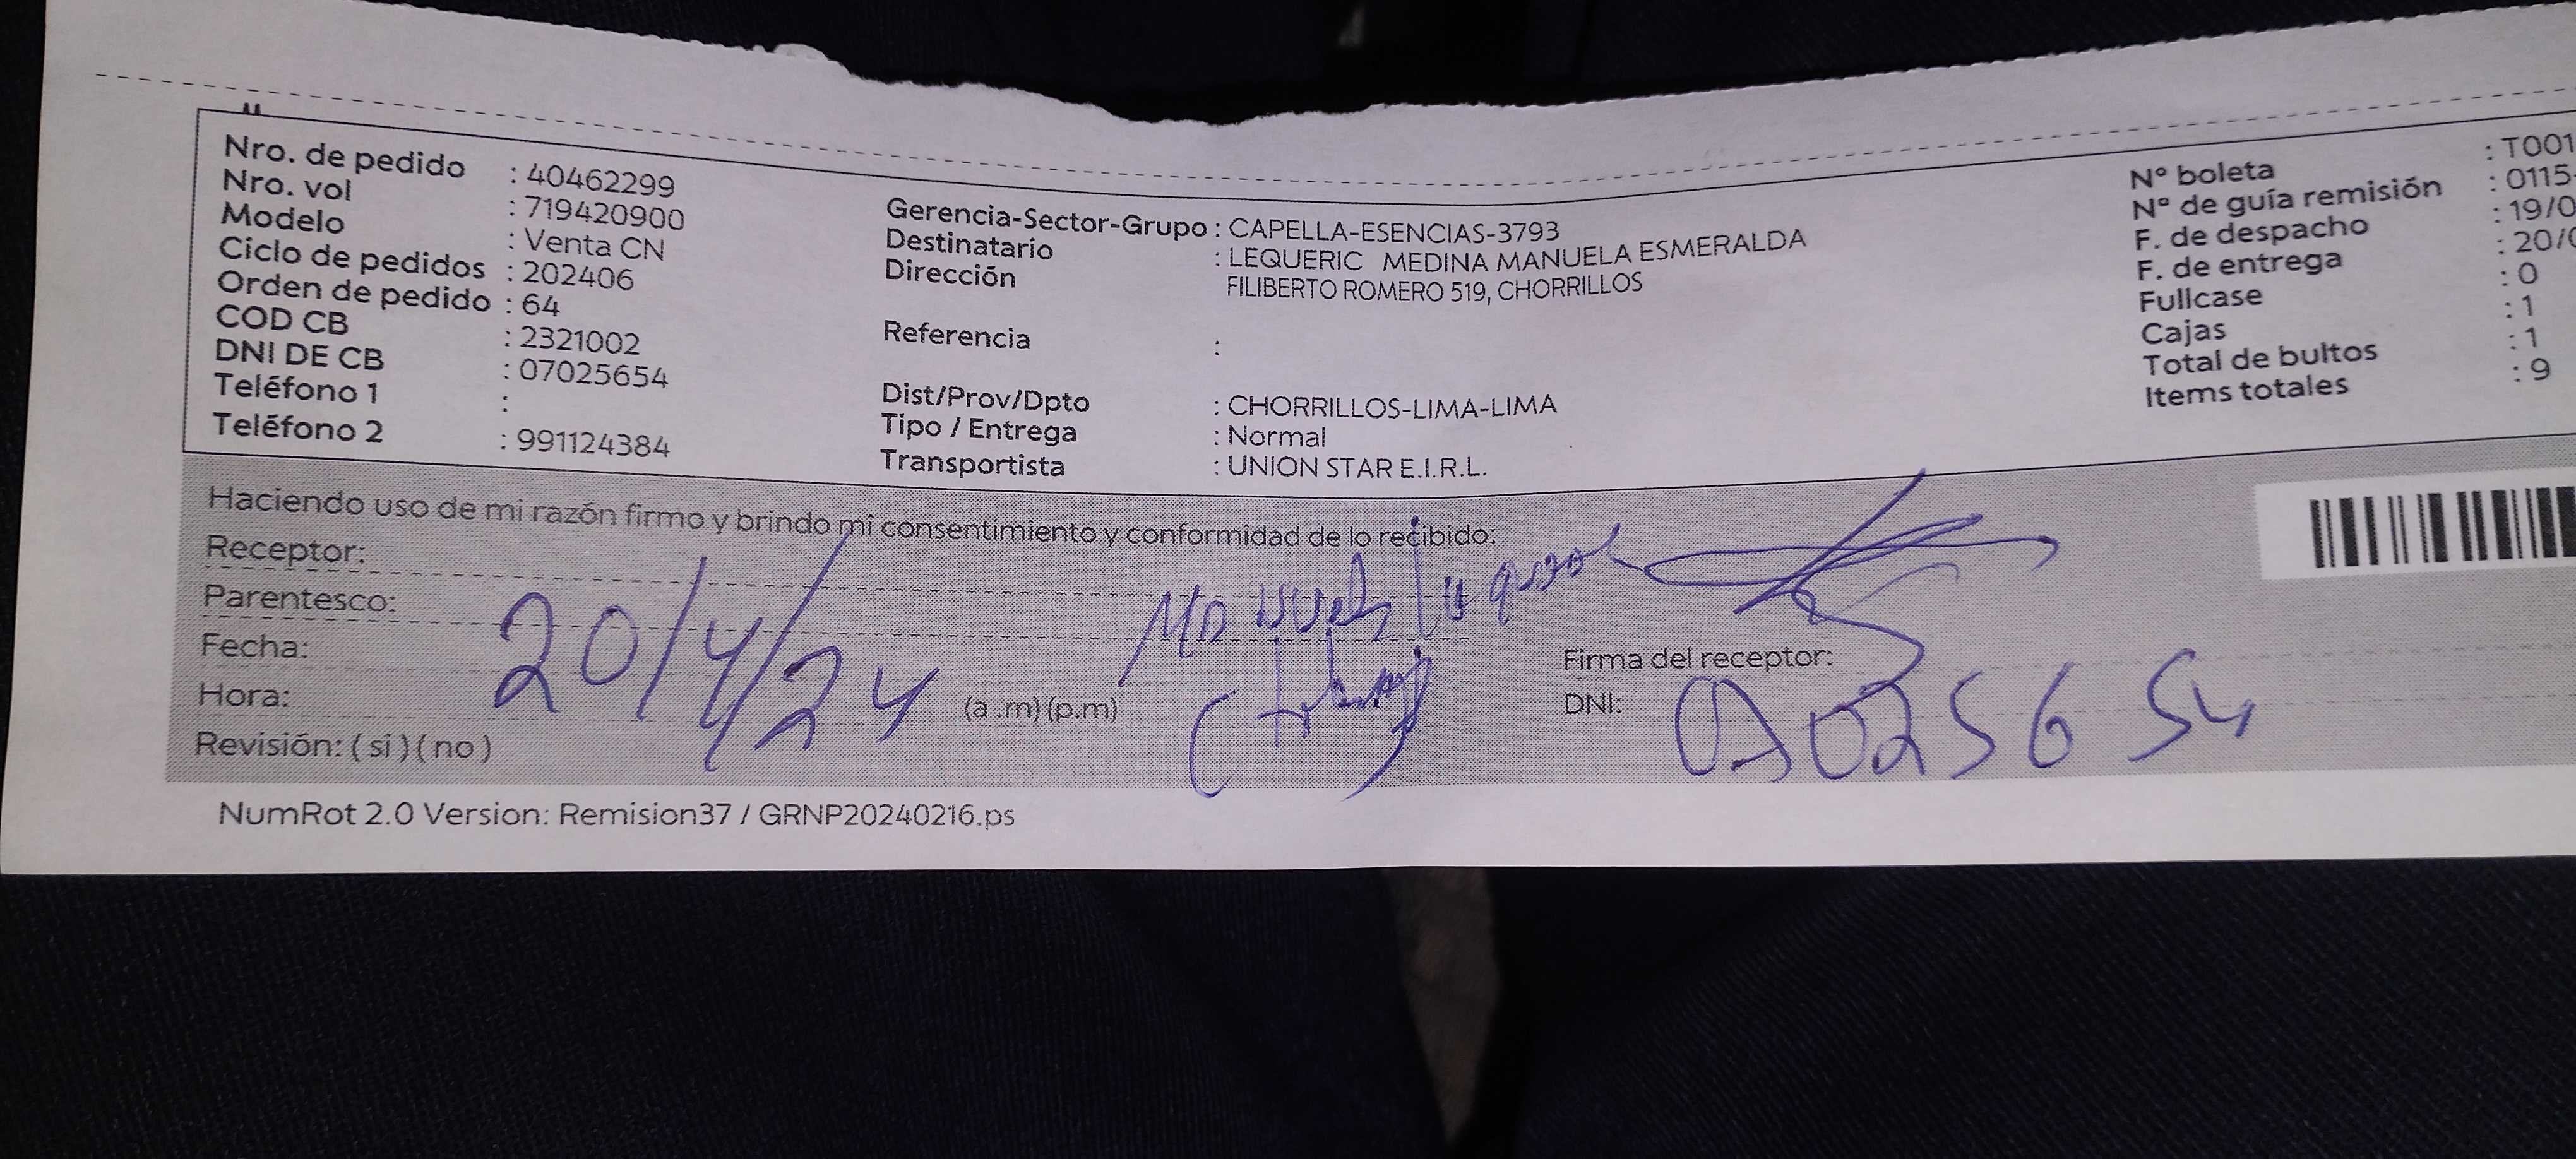 Nro. de pedido : 40462299
Nro. vol : 719420900
Modelo : Venta CN
Ciclo de pedidos : 202406
Orden de pedido : 64
COD CB : 2321002
DNI DE CB : 07025654
Teléfono 1 :
Teléfono 2 : 991124384
Gerencia-Sector-Grupo : CAPELLA-ESENCIAS-3793
Destinatario : LEQUERIC MEDINA MANUELA ESMERALDA
Dirección FILIBERTO ROMERO 519, CHORRILLOS
Referencia :
Dist/Prov/Dpto : CHORRILLOS-LIMA-LIMA
Tipo / Entrega : Normal
Transportista : UNION STAR E.I.R.L.
N° boleta : T001
N° de guía remisión : 0115-
F. de despacho : 19/0
F. de entrega : 20/0
Fullcase : 0
Cajas : 1
Total de bultos : 1
Items totales : 9
Haciendo uso de mi razón firmo y brindo mi consentimiento y conformidad de lo recibido:
Receptor:
Parentesco:
Fecha: 20/4/24
Hora: (a .m) (p.m)
Revisión: ( si ) ( no )
Manuela
Firma del receptor:
DNI: 07025654
NumRot 2.0 Version: Remision37 / GRNP20240216.ps